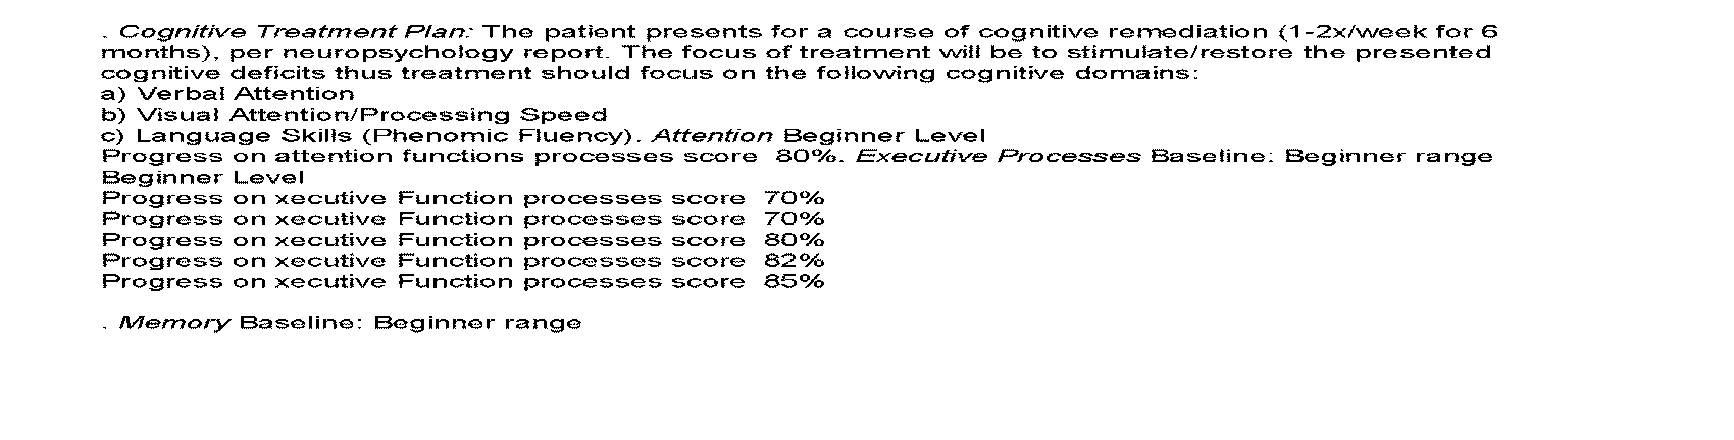 . Cognitive Treatment Plan: The patient presents for a course of cognitive remediation (1-2x/week for 6
months), per neuropsychology report. The focus of treatment will be to stimulate/restore the presented
cognitive deficits thus treatment should focus on the following cognitive domains:
a) Verbal Attention
b) Visual Attention/Processing Speed
c) Language Skills (Phenomic Fluency). Attention Beginner Level
Progress on attention functions processes score  80%. Executive Processes Baseline: Beginner range
Beginner Level
Progress on xecutive Function processes score  70%
Progress on xecutive Function processes score  70%
Progress on xecutive Function processes score  80%
Progress on xecutive Function processes score  82%
Progress on xecutive Function processes score  85%
. Memory Baseline: Beginner range